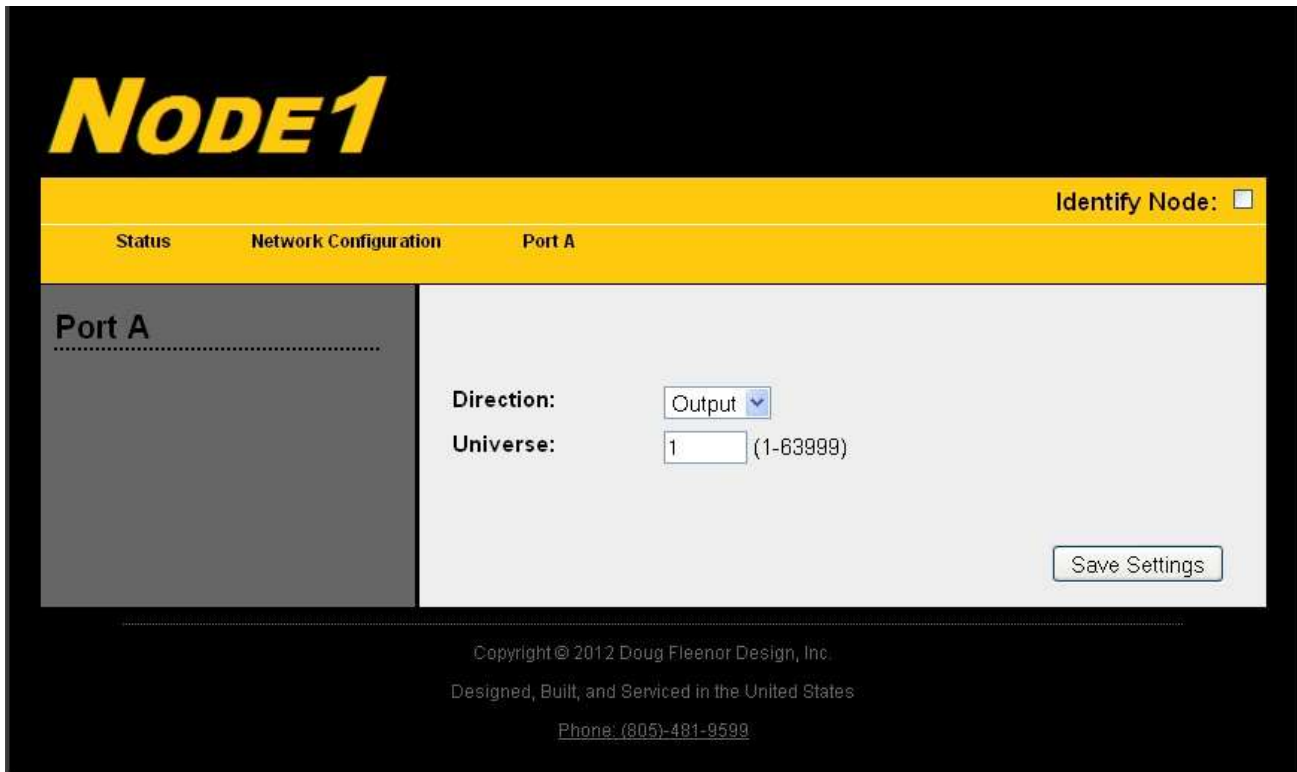 NODE1
Identify Node:
Status Network Configuration Port A
Port A
Direction: Output
Universe: 1 (1-63999)
Save Settings
Copyright © 2012 Doug Fleenor Design, Inc.
Designed, Built, and Serviced in the United States
Phone: (805)-481-9599